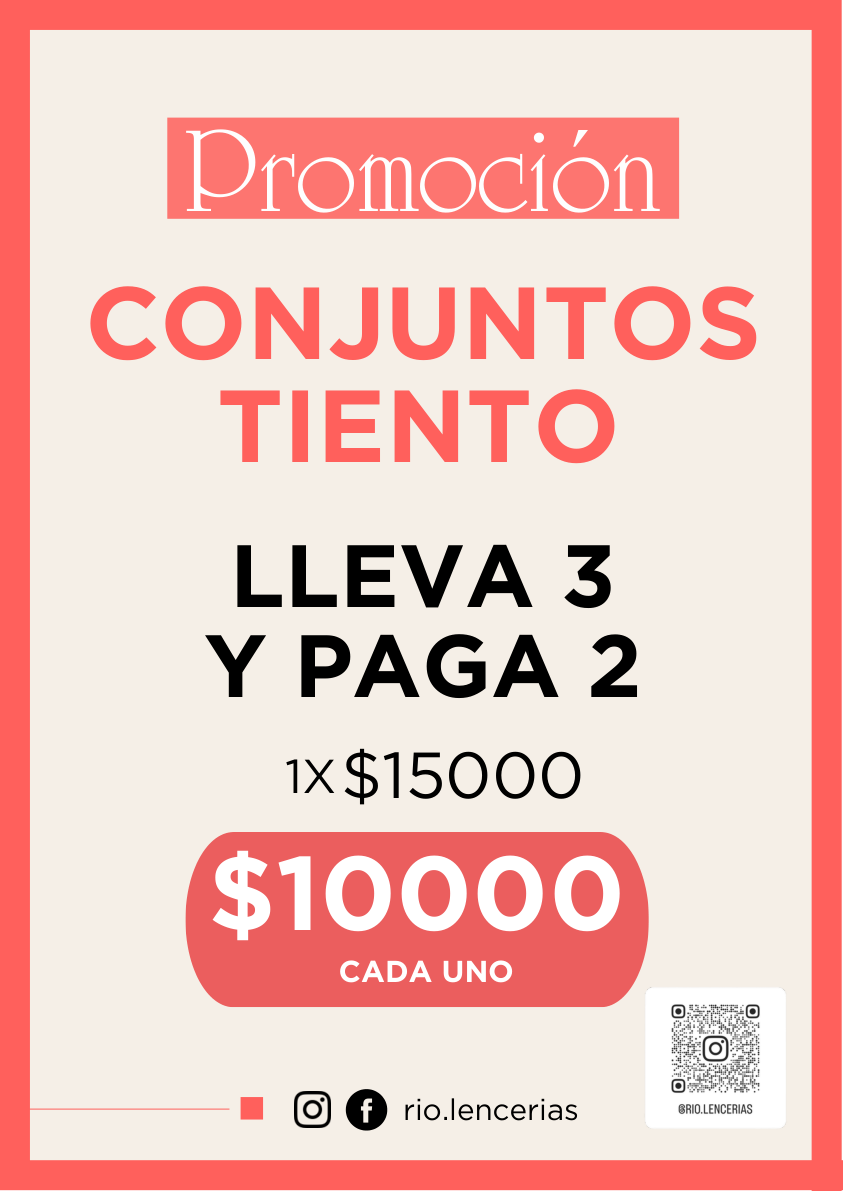 Promoción
CONJUNTOS
TIENTO
LLEVA 3
Y PAGA 2
1X $15000
$10000
CADA UNO
@RIO.LENCERIAS
rio.lencerias